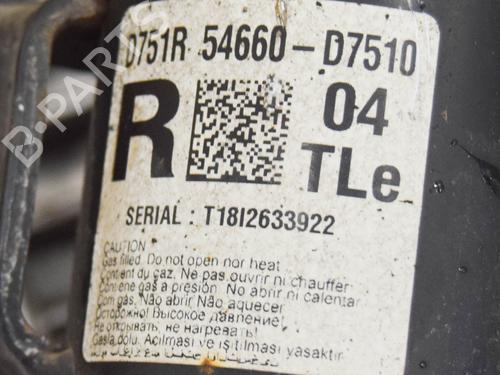 B-PARTS
D751R 54660-D7510
R 04
TLe
SERIAL : T18I2633922
CAUTION
Gas filled. Do not open nor heat
Contient du gaz. Ne pas ouvrir ni chauffer
Contiene gas a presión. No abrir ni calentar
Com gás, Não abrir Não aquecer
Осторожно! Высокое давление!
Не открывать, не нагревать!
Gazla dolu. Açılması ve ısıtılması yasaktır